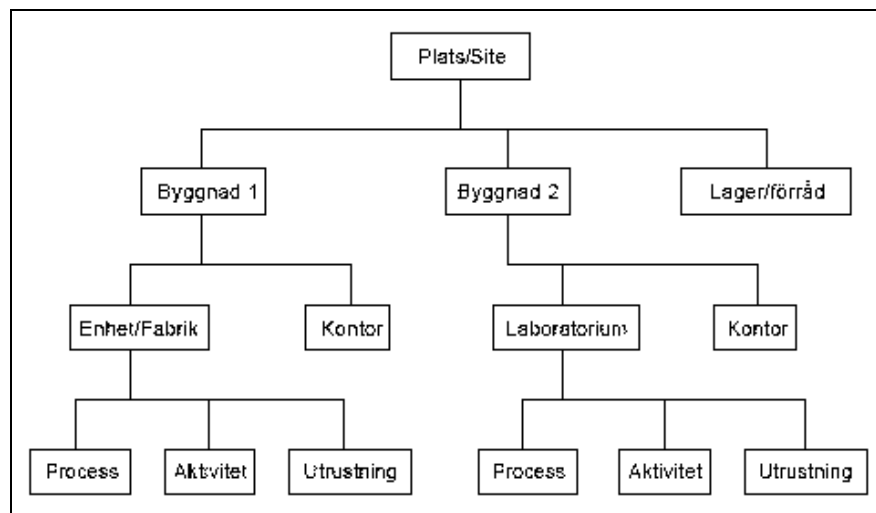 Plats/Site
Byggnad 1
Byggnad 2
Lager/förråd
Enhet/Fabrik
Kontor
Laboratorium
Kontor
Process
Aktivitet
Utrustning
Process
Aktivitet
Utrustning